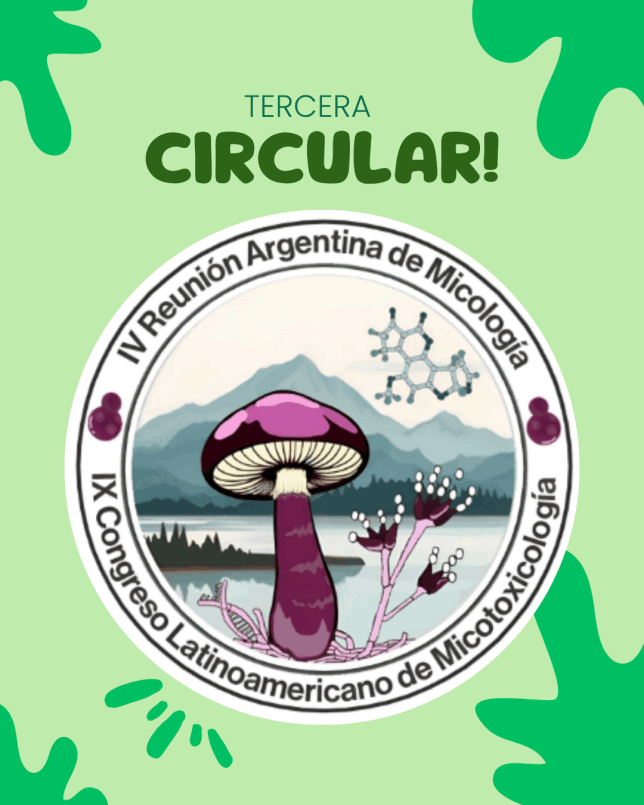 TERCERA
CIRCULAR!
IV Reunión Argentina de Micología
IX Congreso Latinoamericano de Micotoxicología